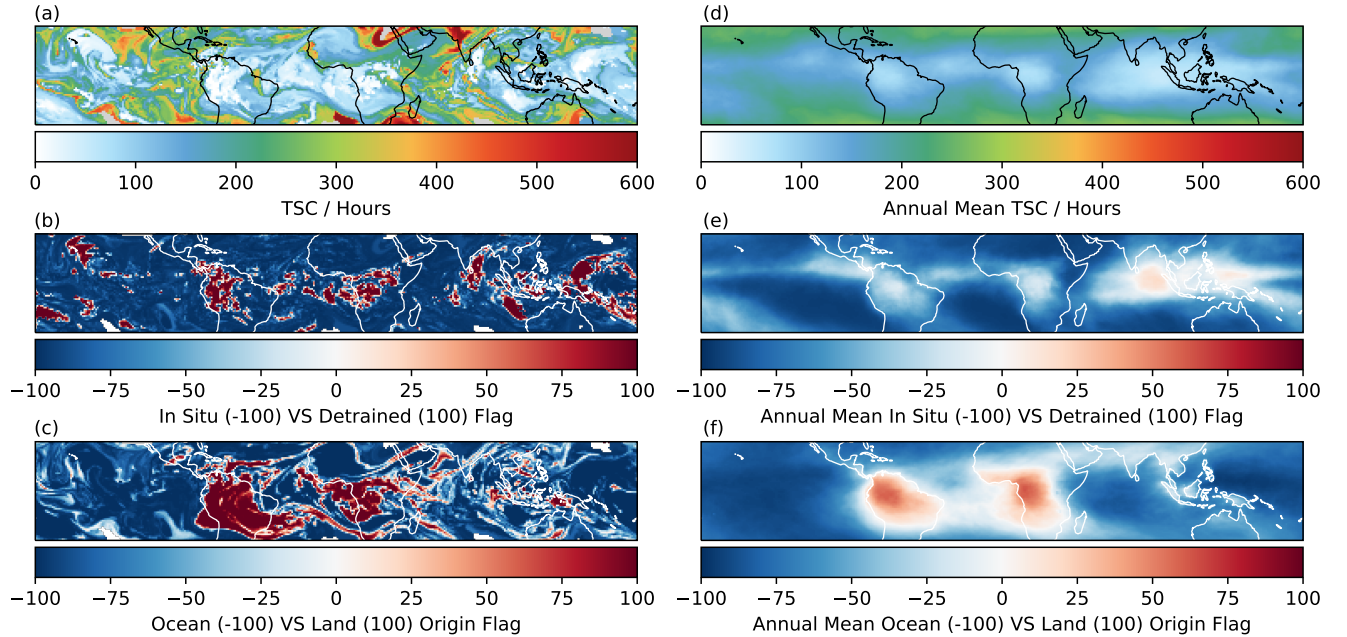 (a)
0 100 200 300 400 500 600
TSC / Hours
(b)
−100 −75 −50 −25 0 25 50 75 100
In Situ (-100) VS Detrained (100) Flag
(c)
−100 −75 −50 −25 0 25 50 75 100
Ocean (-100) VS Land (100) Origin Flag
(d)
0 100 200 300 400 500 600
Annual Mean TSC / Hours
(e)
−100 −75 −50 −25 0 25 50 75 100
Annual Mean In Situ (-100) VS Detrained (100) Flag
(f)
−100 −75 −50 −25 0 25 50 75 100
Annual Mean Ocean (-100) VS Land (100) Origin Flag